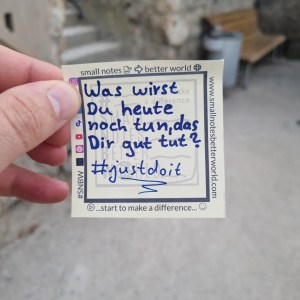 small notes → better world
Was wirst
Du heute
noch tun, das
Dir gut tut?
#justdoit
...start to make a difference...
www.smallnotesbetterworld.com
#SNBW